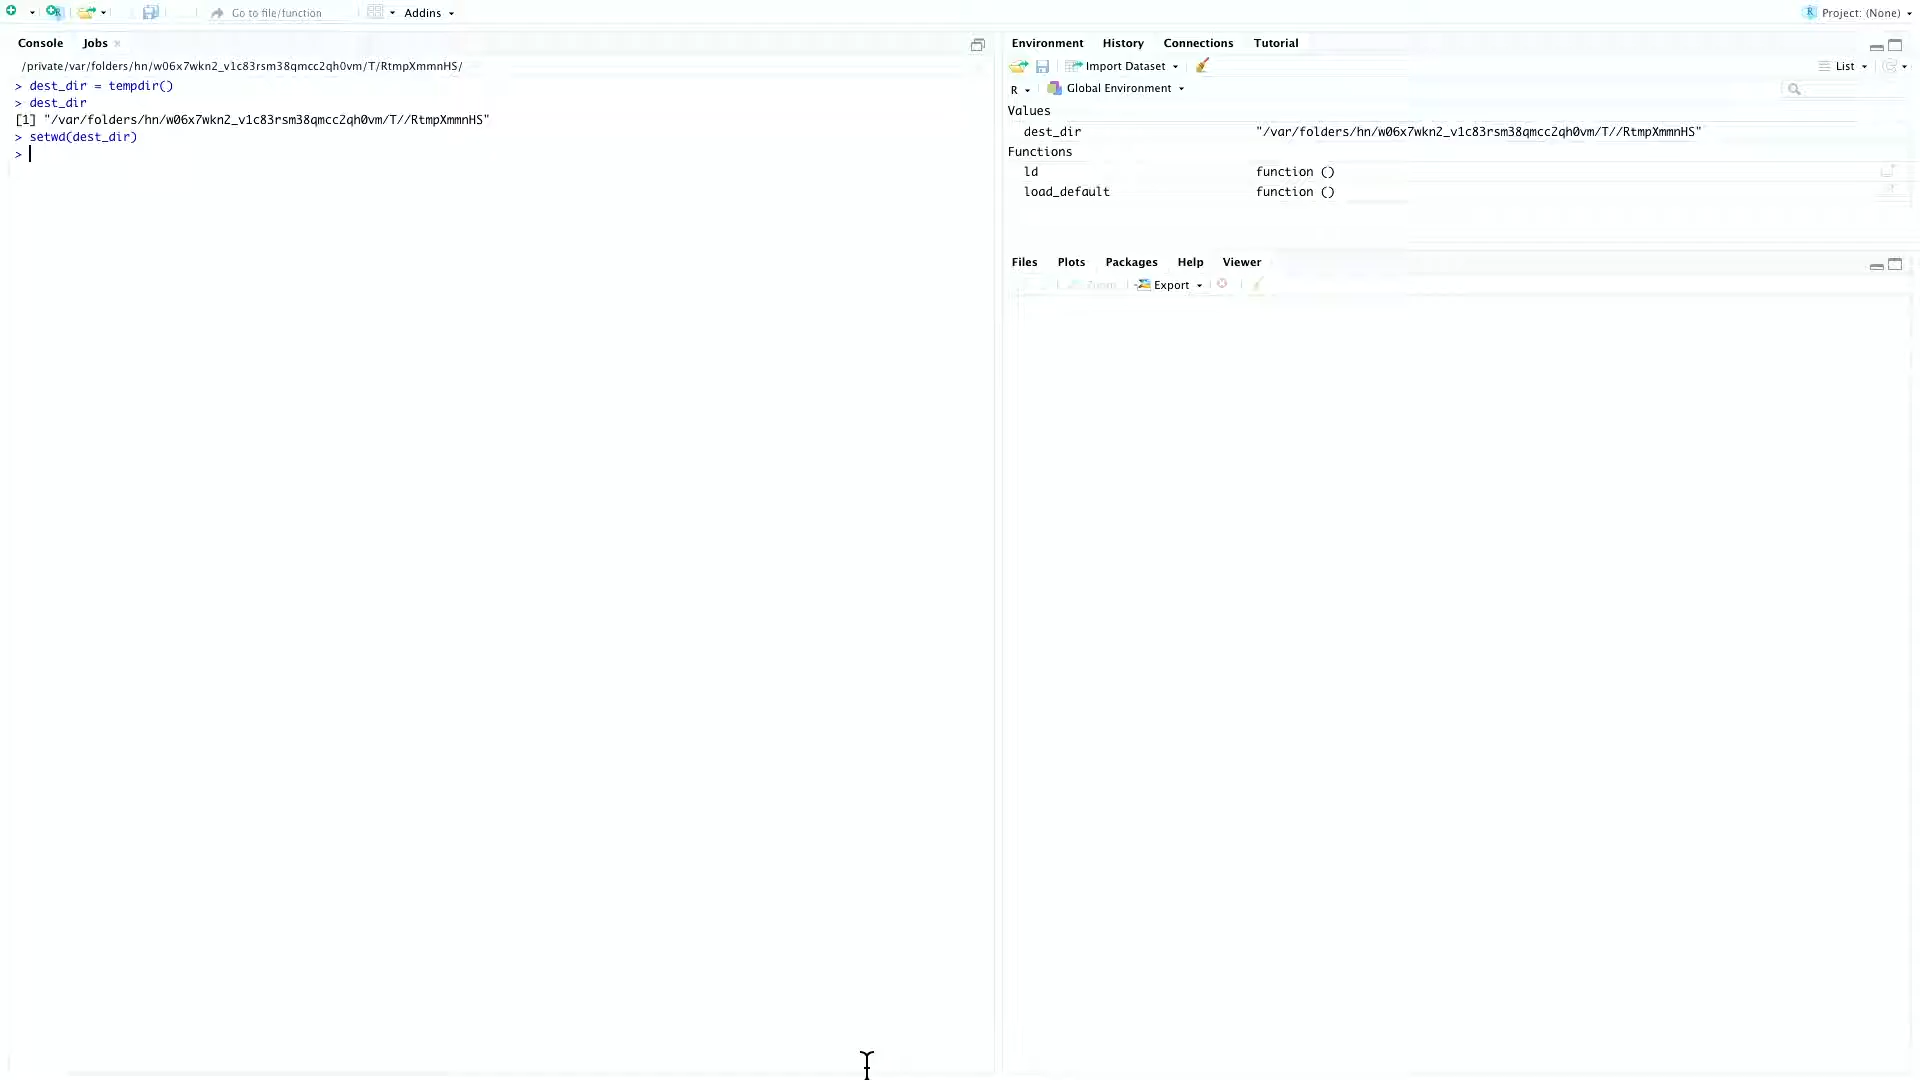 Go to file/function Addins Project: (None)
Console Jobs
/private/var/folders/hn/w06x7wkn2_v1c83rsm38qmcc2qh0vm/T/RtmpXmmnHS/
> dest_dir = tempdir()
> dest_dir
[1] "/var/folders/hn/w06x7wkn2_v1c83rsm38qmcc2qh0vm/T//RtmpXmmnHS"
> setwd(dest_dir)
>
Environment History Connections Tutorial
Import Dataset List
R Global Environment
Values
dest_dir "/var/folders/hn/w06x7wkn2_v1c83rsm38qmcc2qh0vm/T//RtmpXmmnHS"
Functions
ld function ()
load_default function ()
Files Plots Packages Help Viewer
Zoom Export